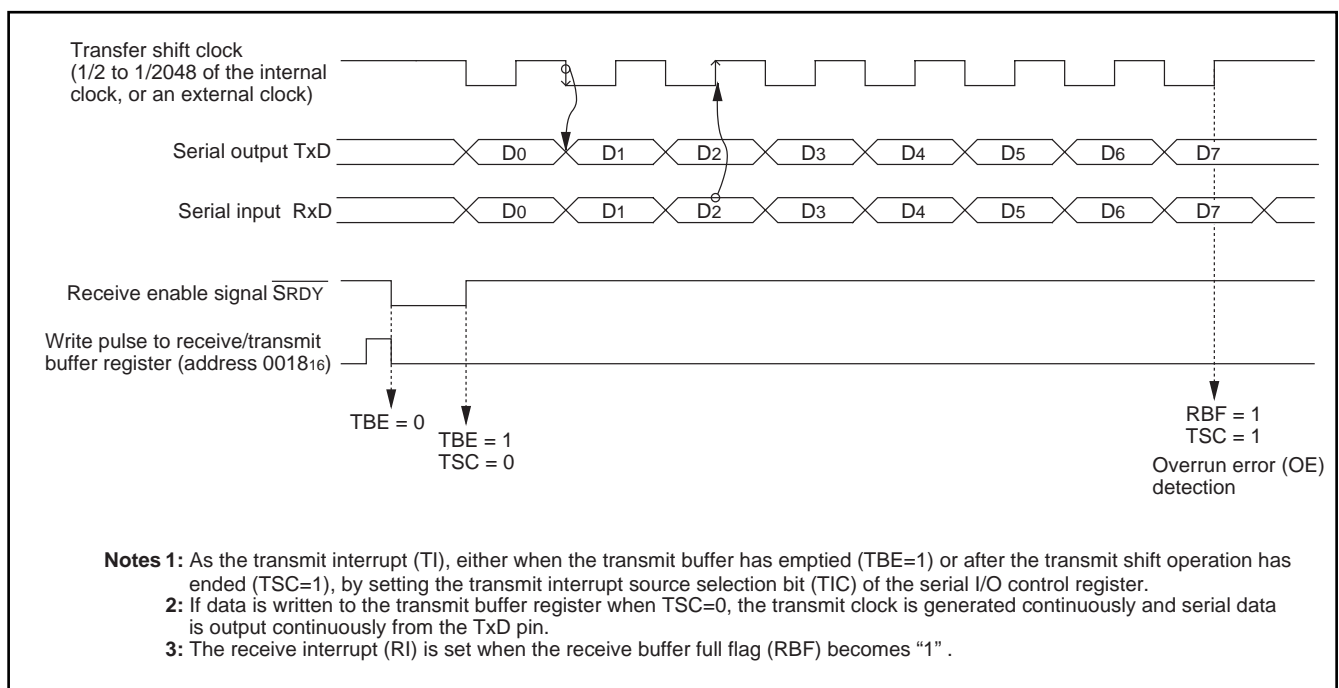 Transfer shift clock
(1/2 to 1/2048 of the internal
clock, or an external clock)
Serial output TxD
D0 D1 D2 D3 D4 D5 D6 D7
Serial input RxD
D0 D1 D2 D3 D4 D5 D6 D7
Receive enable signal SRDY
Write pulse to receive/transmit
buffer register (address 001816)
TBE = 0
TBE = 1
TSC = 0
RBF = 1
TSC = 1
Overrun error (OE)
detection
Notes 1: As the transmit interrupt (TI), either when the transmit buffer has emptied (TBE=1) or after the transmit shift operation has
ended (TSC=1), by setting the transmit interrupt source selection bit (TIC) of the serial I/O control register.
2: If data is written to the transmit buffer register when TSC=0, the transmit clock is generated continuously and serial data
is output continuously from the TxD pin.
3: The receive interrupt (RI) is set when the receive buffer full flag (RBF) becomes “1” .